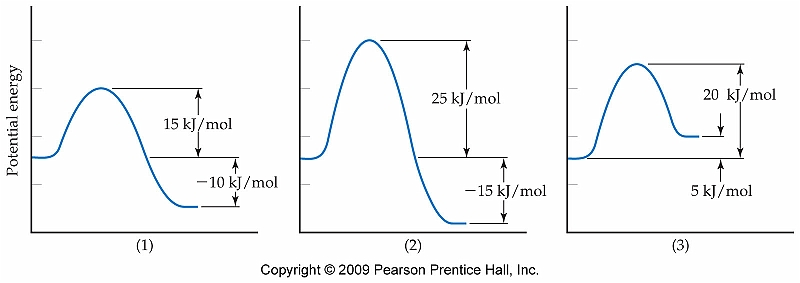 Potential energy
15 kJ/mol
−10 kJ/mol
(1)
25 kJ/mol
−15 kJ/mol
(2)
20 kJ/mol
5 kJ/mol
(3)
Copyright © 2009 Pearson Prentice Hall, Inc.